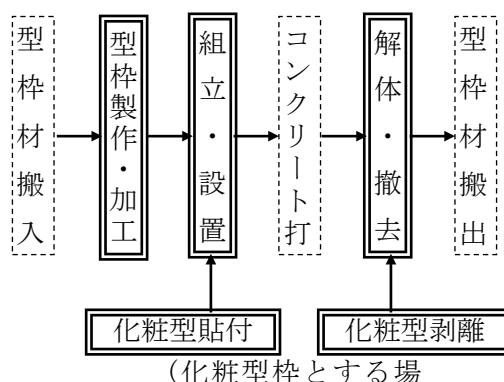 型枠材搬入
型枠製作・加工
組立・設置
コンクリート打
解体・撤去
型枠材搬出
化粧型貼付
化粧型剥離
(化粧型枠とする場